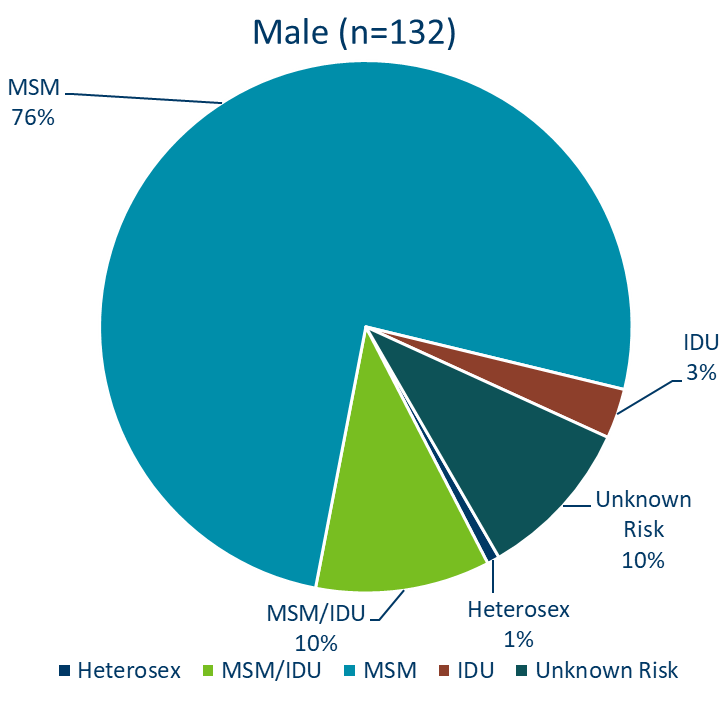 Male (n=132)
MSM
76%
IDU
3%
Unknown
Risk
10%
Heterosex
1%
MSM/IDU
10%
Heterosex MSM/IDU MSM IDU Unknown Risk